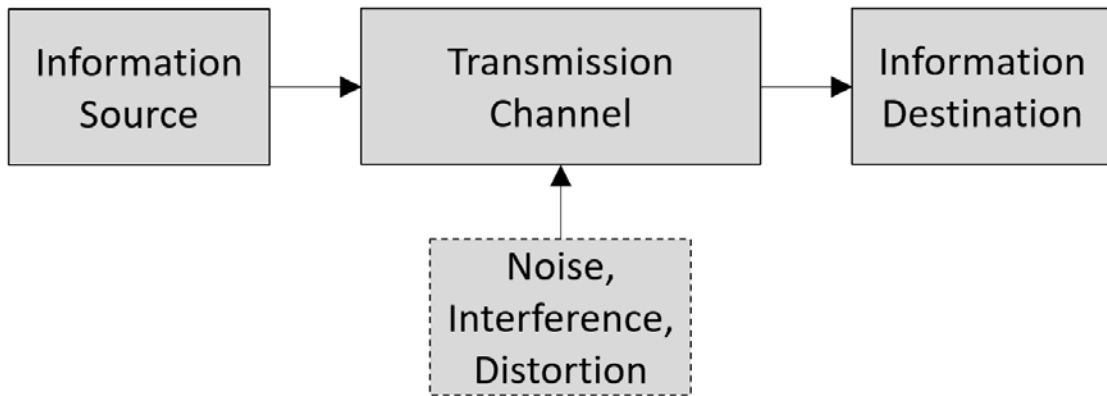 Information
Source
Transmission
Channel
Information
Destination
Noise,
Interference,
Distortion